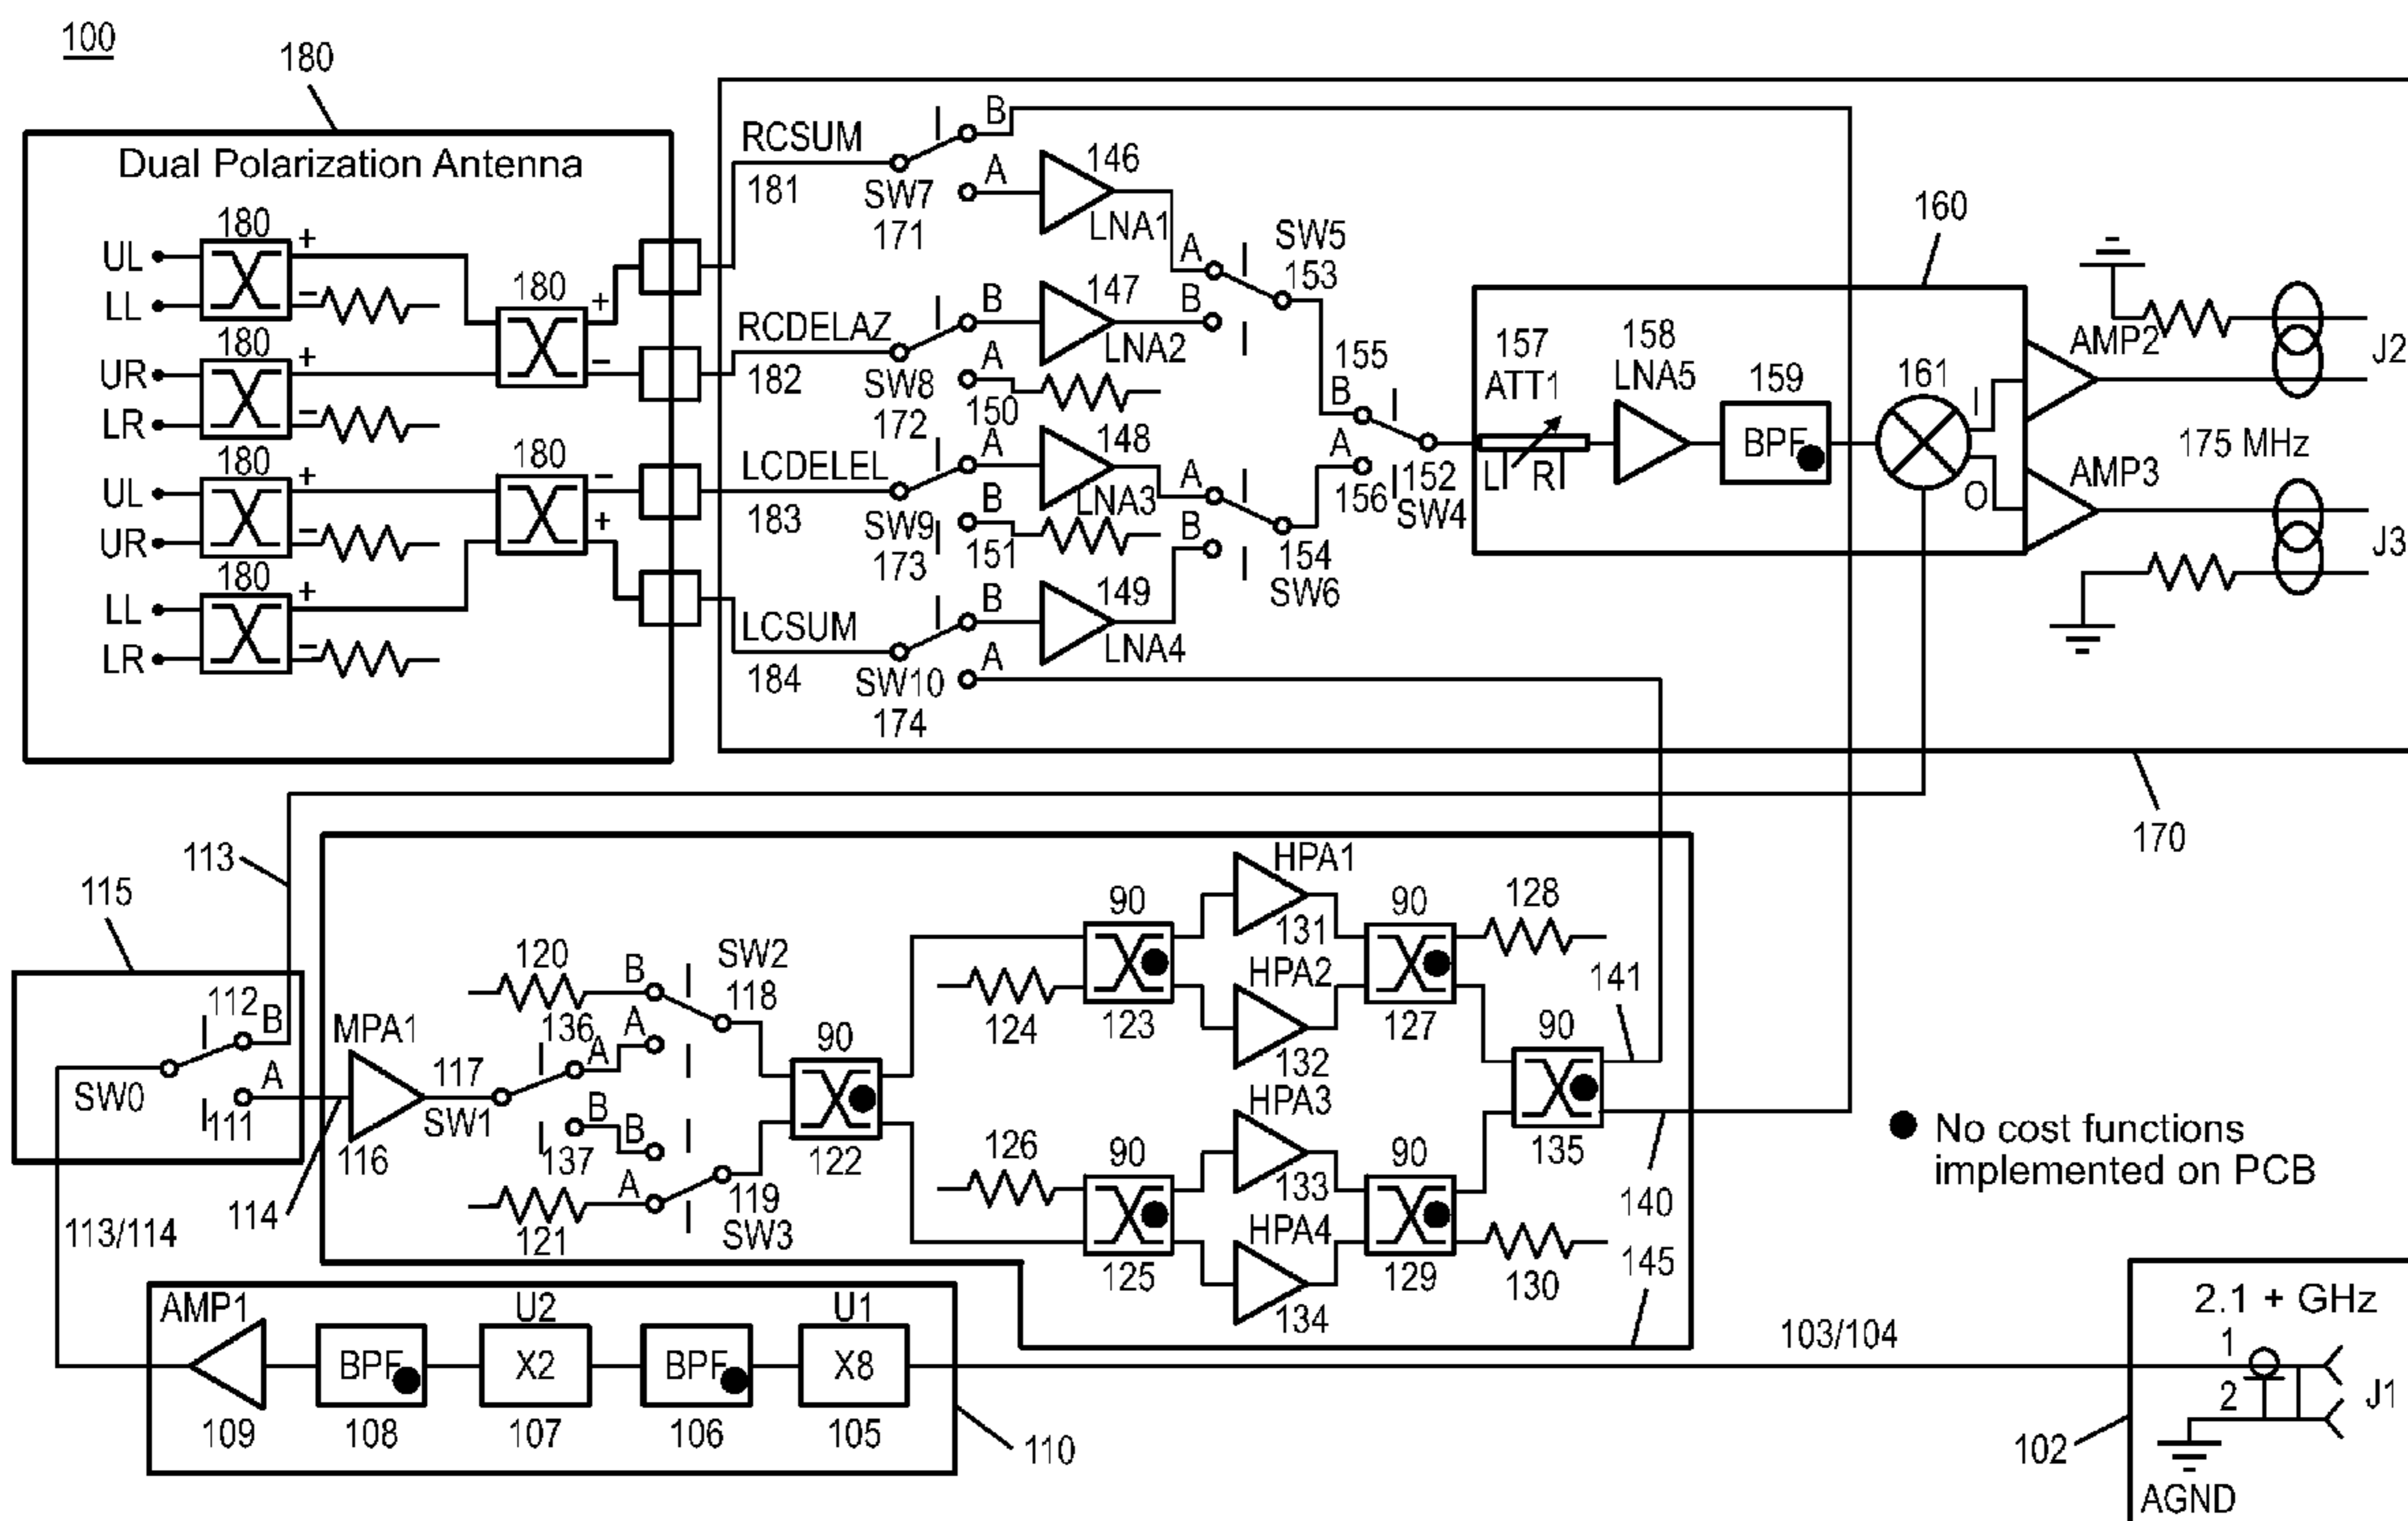 100
180
Dual Polarization Antenna
180
UL
LL
+
−
180
UR
LR
+
−
180
+
−
180
UL
UR
+
−
180
LL
LR
+
−
180
−
+
RCSUM
181
RCDELAZ
182
LCDELEL
183
LCSUM
184
B
A
SW7
171
146
LNA1
B
A
SW8
172
150
147
LNA2
A
B
SW9
173
151
148
LNA3
B
A
SW10
174
149
LNA4
A
B
SW5
153
A
B
154
SW6
155
B
A
156
152
SW4
160
157
ATT1
LI RI
158
LNA5
159
BPF
161
I
O
AMP2
AMP3
175 MHz
J2
J3
170
113
115
112
B
A
SW0
111
114
113/114
MPA1
116
117
SW1
136
A
B
137
120
B
A
SW2
118
B
A
119
SW3
121
90
122
90
123
124
90
125
126
HPA1
131
HPA2
132
HPA3
133
HPA4
134
90
127
128
90
129
130
90
135
141
140
145
No cost functions
implemented on PCB
AMP1
109
BPF
108
U2
X2
107
BPF
106
U1
X8
105
110
103/104
2.1 + GHz
1
2
J1
102
AGND